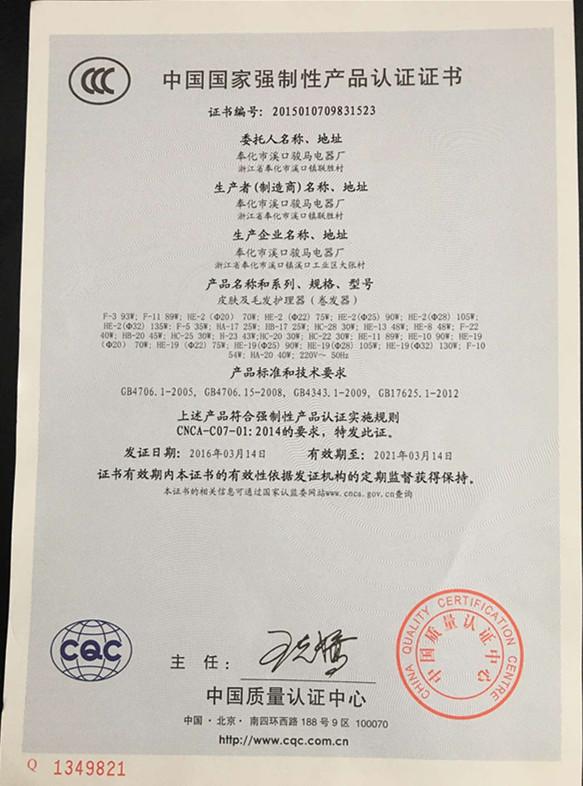 CCC
中国国家强制性产品认证证书
证书编号：2015010709831523
委托人名称、地址
奉化市溪口骏马电器厂
浙江省奉化市溪口镇联胜村
生产者(制造商)名称、地址
奉化市溪口骏马电器厂
浙江省奉化市溪口镇联胜村
生产企业名称、地址
奉化市溪口骏马电器厂
浙江省奉化市溪口镇溪口工业区大张村
产品名称和系列、规格、型号
皮肤及毛发护理器（卷发器）
F-3 93W; F-11 89W; HE-2 (Φ20) 70W; HE-2 (Φ22) 75W; HE-2(Φ25) 90W; HE-2(Φ28) 105W;
HE-2(Φ32) 135W; F-5 35W; HA-17 25W; HB-17 25W; HC-28 30W; HE-13 48W; HE-8 48W; F-22
40W; HB-20 45W; HC-25 30W; H-23 43W;HC-20 30W; HC-22 30W; HE-11 89W; HE-10 90W; HE-19
(Φ20) 70W; HE-19 (Φ22) 75W; HE-19(Φ25) 90W; HE-19(Φ28) 105W; HE-19(Φ32) 130W; F-10
54W; HA-20 40W; 220V～ 50Hz
产品标准和技术要求
GB4706.1-2005, GB4706.15-2008, GB4343.1-2009, GB17625.1-2012
上述产品符合强制性产品认证实施规则
CNCA-C07-01:2014的要求，特发此证。
发证日期：2016年03月14日 有效期至：2021年03月14日
证书有效期内本证书的有效性依据发证机构的定期监督获得保持。
本证书的相关信息可通过国家认监委网站www.cnca.gov.cn查询
CQC
主 任：
中国质量认证中心
中国·北京·南四环西路 188 号 9 区 100070
http://www.cqc.com.cn
CHINA QUALITY CERTIFICATION CENTRE
中国质量认证中心
Q 1349821